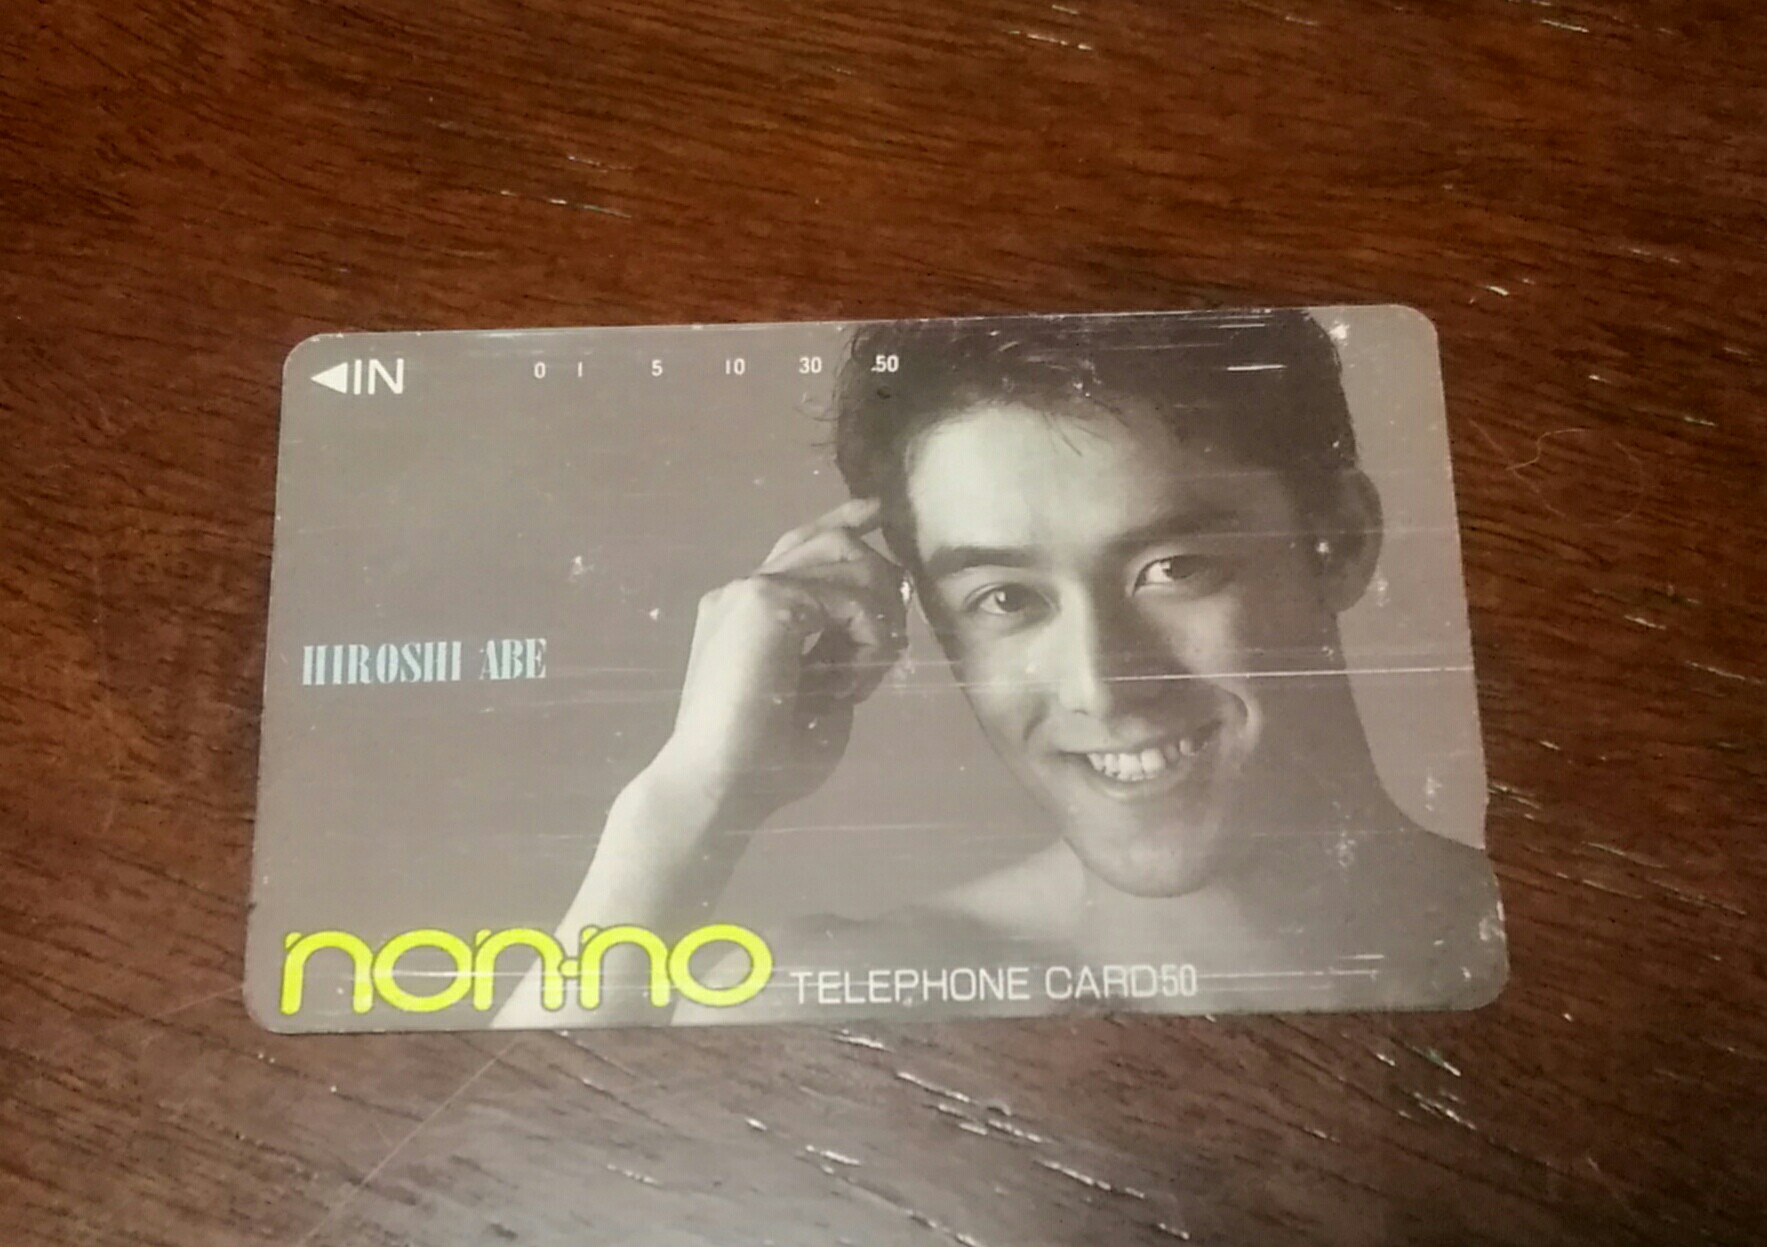 ◀IN 0 1 5 10 30 50
HIROSHI ABE
non·no TELEPHONE CARD50